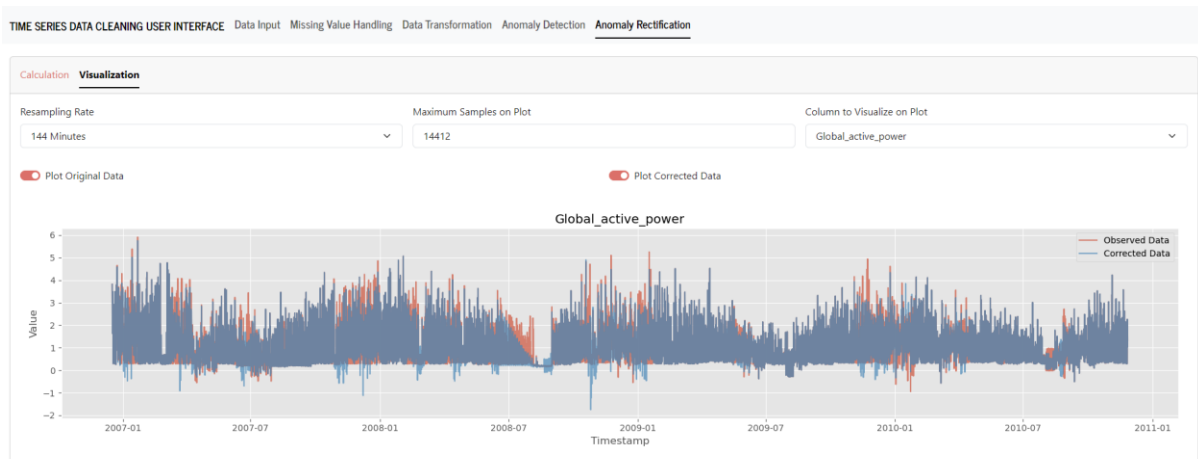 TIME SERIES DATA CLEANING USER INTERFACE Data Input Missing Value Handling Data Transformation Anomaly Detection Anomaly Rectification
Calculation Visualization
Resampling Rate Maximum Samples on Plot Column to Visualize on Plot
144 Minutes 14412 Global_active_power
Plot Original Data Plot Corrected Data
Global_active_power
Observed Data
Corrected Data
6
5
4
3
2
1
0
−1
−2
Value
2007-01 2007-07 2008-01 2008-07 2009-01 2009-07 2010-01 2010-07 2011-01
Timestamp